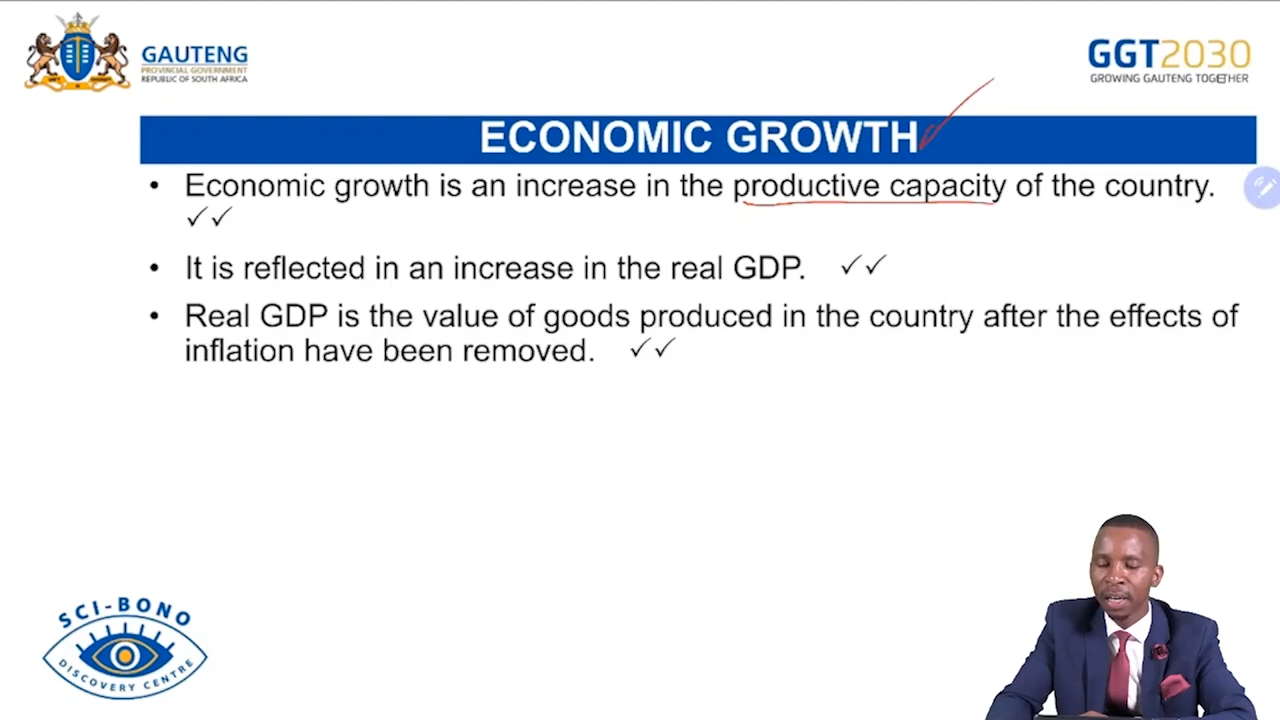 GAUTENG
PROVINCIAL GOVERNMENT
REPUBLIC OF SOUTH AFRICA
GGT2030
GROWING GAUTENG TOGETHER
ECONOMIC GROWTH
• Economic growth is an increase in the productive capacity of the country.
✓✓
• It is reflected in an increase in the real GDP. ✓✓
• Real GDP is the value of goods produced in the country after the effects of
inflation have been removed. ✓✓
SCI-BONO
DISCOVERY CENTRE